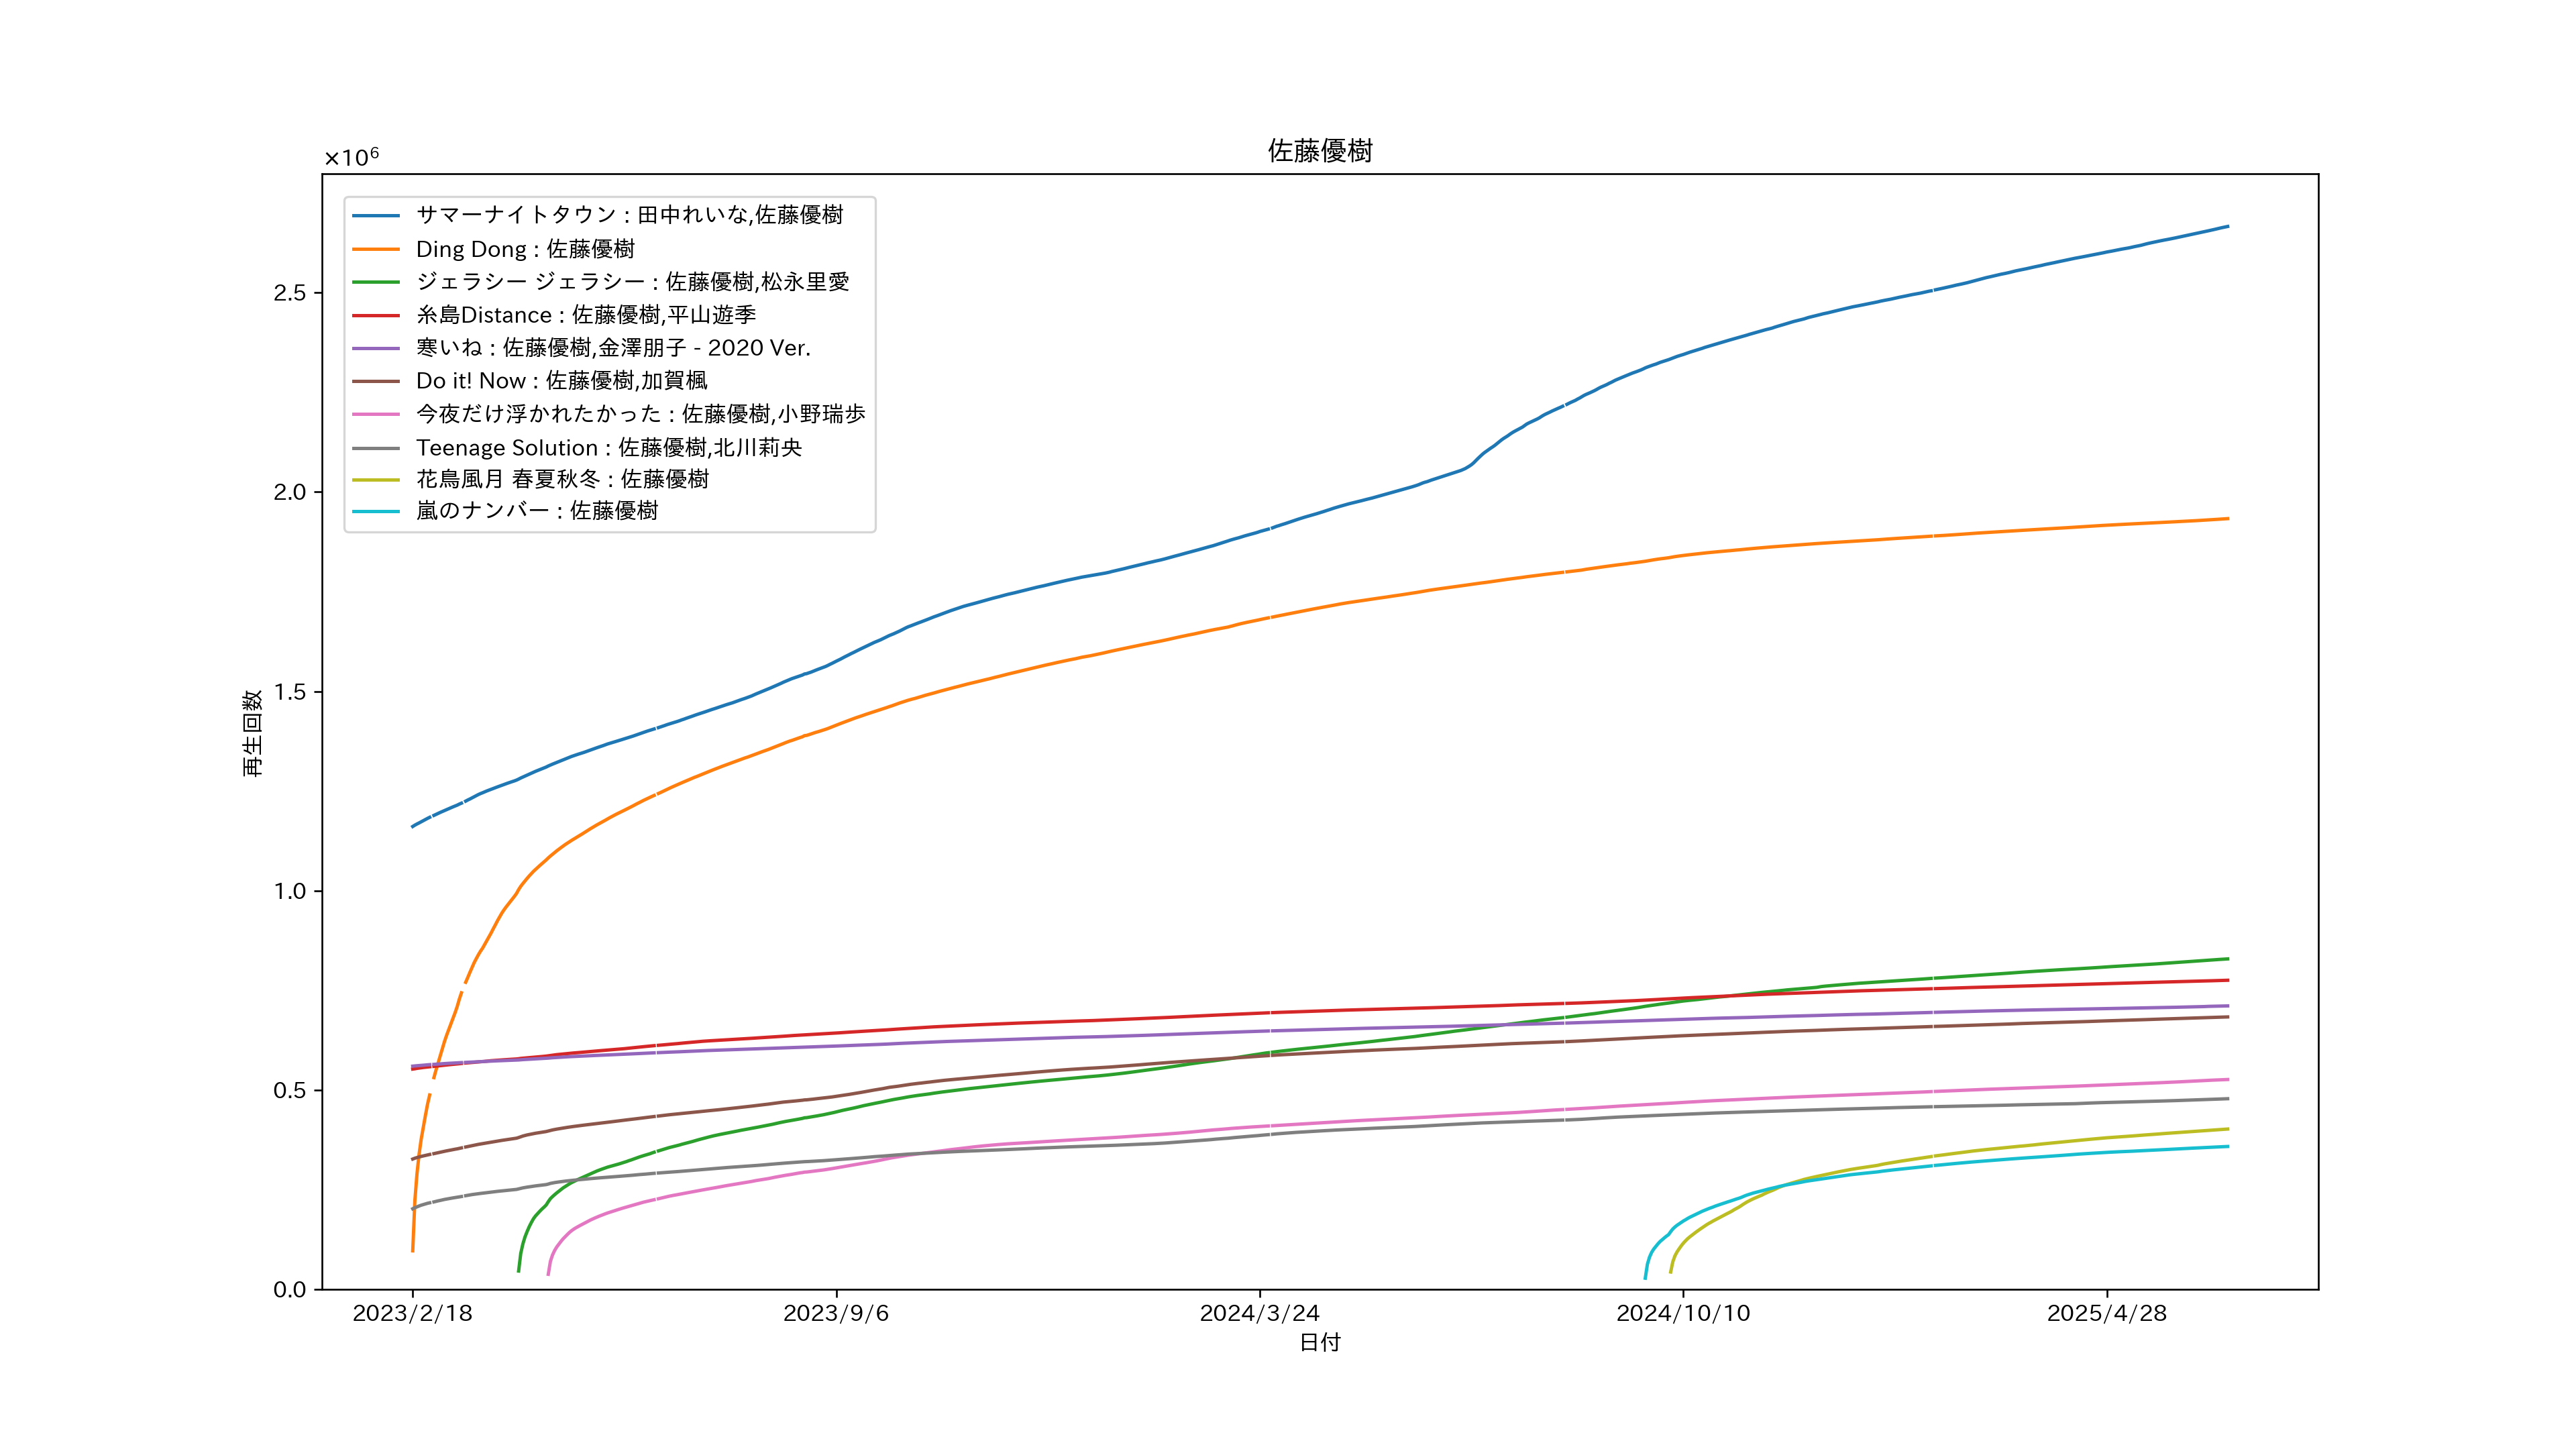 佐藤優樹
×10⁶
サマーナイトタウン : 田中れいな,佐藤優樹
Ding Dong : 佐藤優樹
ジェラシー ジェラシー : 佐藤優樹,松永里愛
糸島Distance : 佐藤優樹,平山遊季
寒いね : 佐藤優樹,金澤朋子 - 2020 Ver.
Do it! Now : 佐藤優樹,加賀楓
今夜だけ浮かれたかった : 佐藤優樹,小野瑞歩
Teenage Solution : 佐藤優樹,北川莉央
花鳥風月 春夏秋冬 : 佐藤優樹
嵐のナンバー : 佐藤優樹
2.5
2.0
1.5
1.0
0.5
0.0
再生回数
2023/2/18
2023/9/6
2024/3/24
2024/10/10
2025/4/28
日付